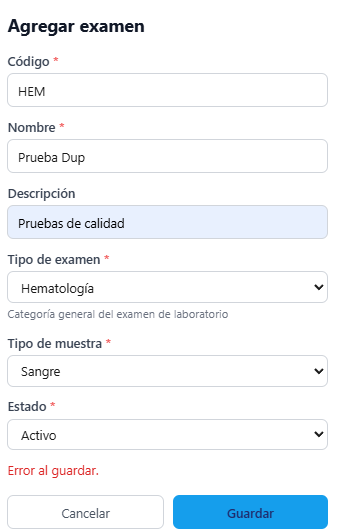 Agregar examen
Código *
HEM
Nombre *
Prueba Dup
Descripción
Pruebas de calidad
Tipo de examen *
Hematología
Categoría general del examen de laboratorio
Tipo de muestra *
Sangre
Estado *
Activo
Error al guardar.
Cancelar Guardar